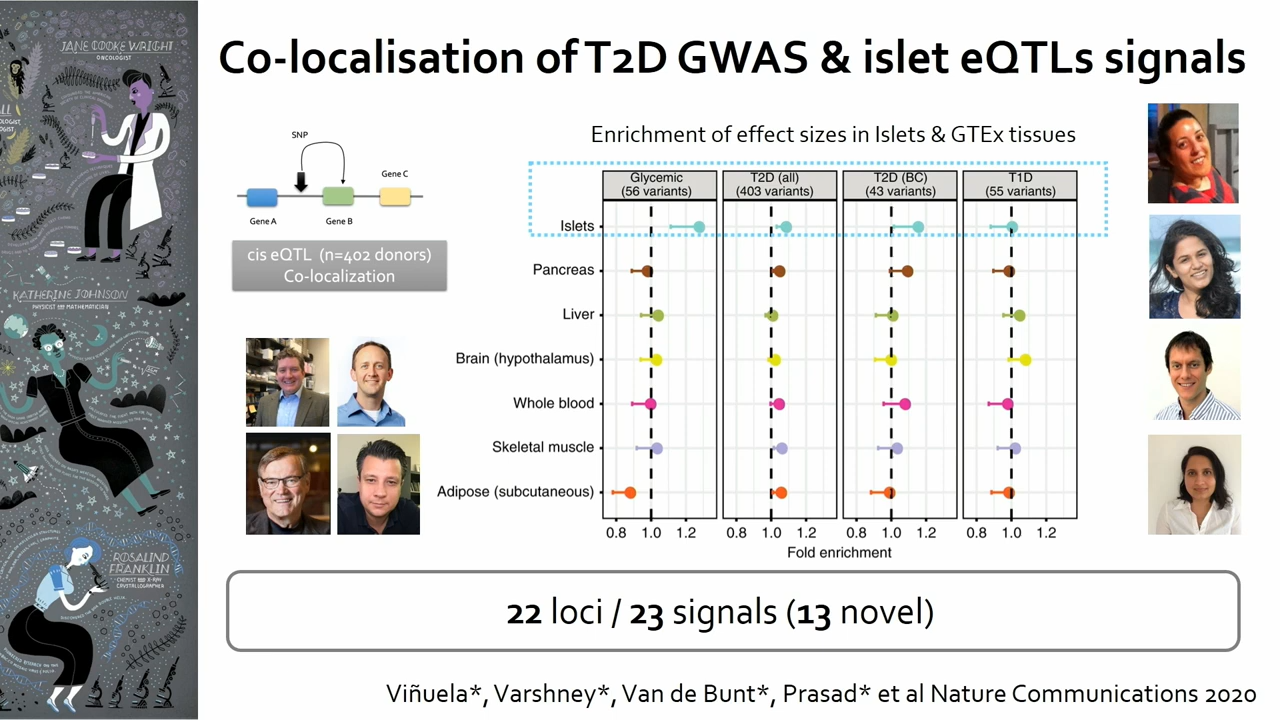 JANE COOKE WRIGHT
ONCOLOGIST
Co-localisation of T2D GWAS & islet eQTLs signals
SNP
Gene C
Gene A
Gene B
cis eQTL (n=402 donors)
Co-localization
Enrichment of effect sizes in Islets & GTEx tissues
Glycemic
(56 variants)
T2D (all)
(403 variants)
T2D (BC)
(43 variants)
T1D
(55 variants)
Islets
Pancreas
Liver
Brain (hypothalamus)
Whole blood
Skeletal muscle
Adipose (subcutaneous)
0.8 1.0 1.2 0.8 1.0 1.2 0.8 1.0 1.2 0.8 1.0 1.2
Fold enrichment
KATHERINE JOHNSON
PHYSICIST AND MATHEMATICIAN
ROSALIND
FRANKLIN
CHEMIST AND X-RAY
CRYSTALLOGRAPHER
22 loci / 23 signals (13 novel)
Viñuela*, Varshney*, Van de Bunt*, Prasad* et al Nature Communications 2020